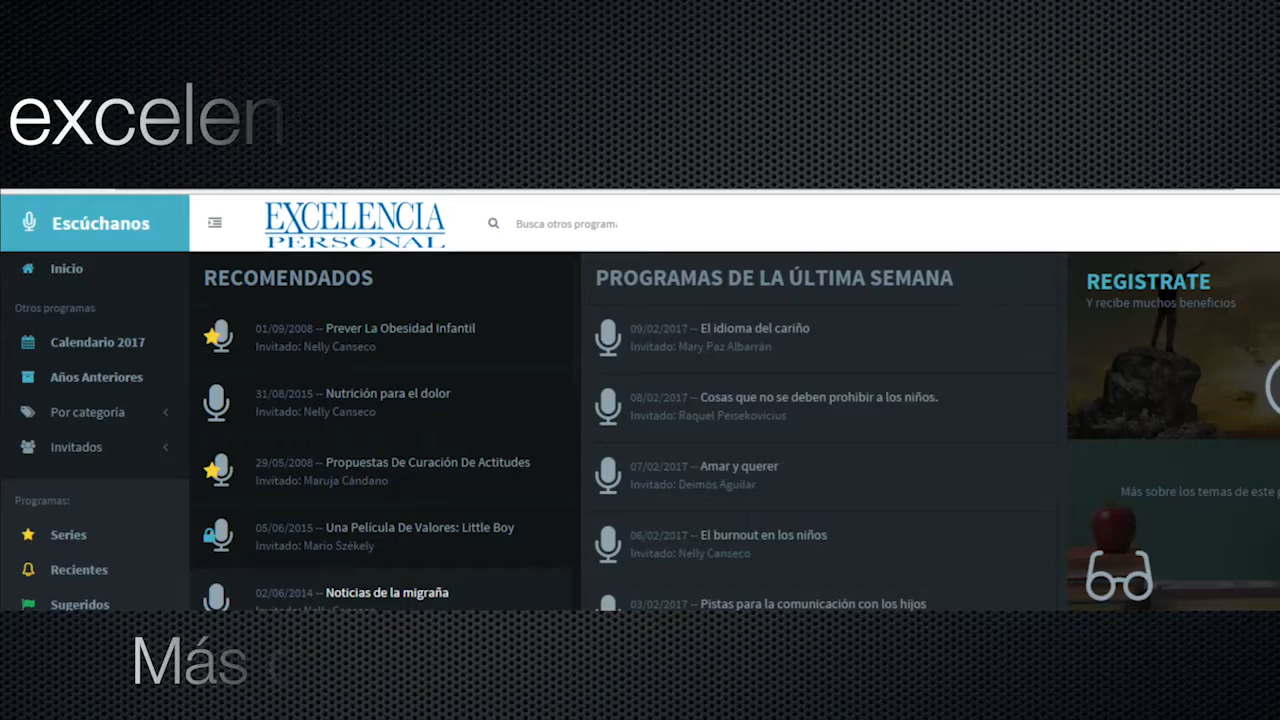 excelen
Escúchanos
EXCELENCIA
PERSONAL
Busca otros programa
Inicio
Otros programas
Calendario 2017
Años Anteriores
Por categoría
Invitados
Programas:
Series
Recientes
Sugeridos
RECOMENDADOS
01/09/2008 -- Prever La Obesidad Infantil
Invitado: Nelly Canseco
31/08/2015 -- Nutrición para el dolor
Invitado: Nelly Canseco
29/05/2008 -- Propuestas De Curación De Actitudes
Invitado: Maruja Cándano
05/06/2015 -- Una Película De Valores: Little Boy
Invitado: Mario Székely
02/06/2014 -- Noticias de la migraña
Invitado: Nelly Canseco
PROGRAMAS DE LA ÚLTIMA SEMANA
09/02/2017 -- El idioma del cariño
Invitado: Mary Paz Albarrán
08/02/2017 -- Cosas que no se deben prohibir a los niños.
Invitado: Raquel Peisekovicius
07/02/2017 -- Amar y querer
Invitado: Deimos Aguilar
06/02/2017 -- El burnout en los niños
Invitado: Nelly Canseco
03/02/2017 -- Pistas para la comunicación con los hijos
REGISTRATE
Y recibe muchos beneficios
Más sobre los temas de este
Más